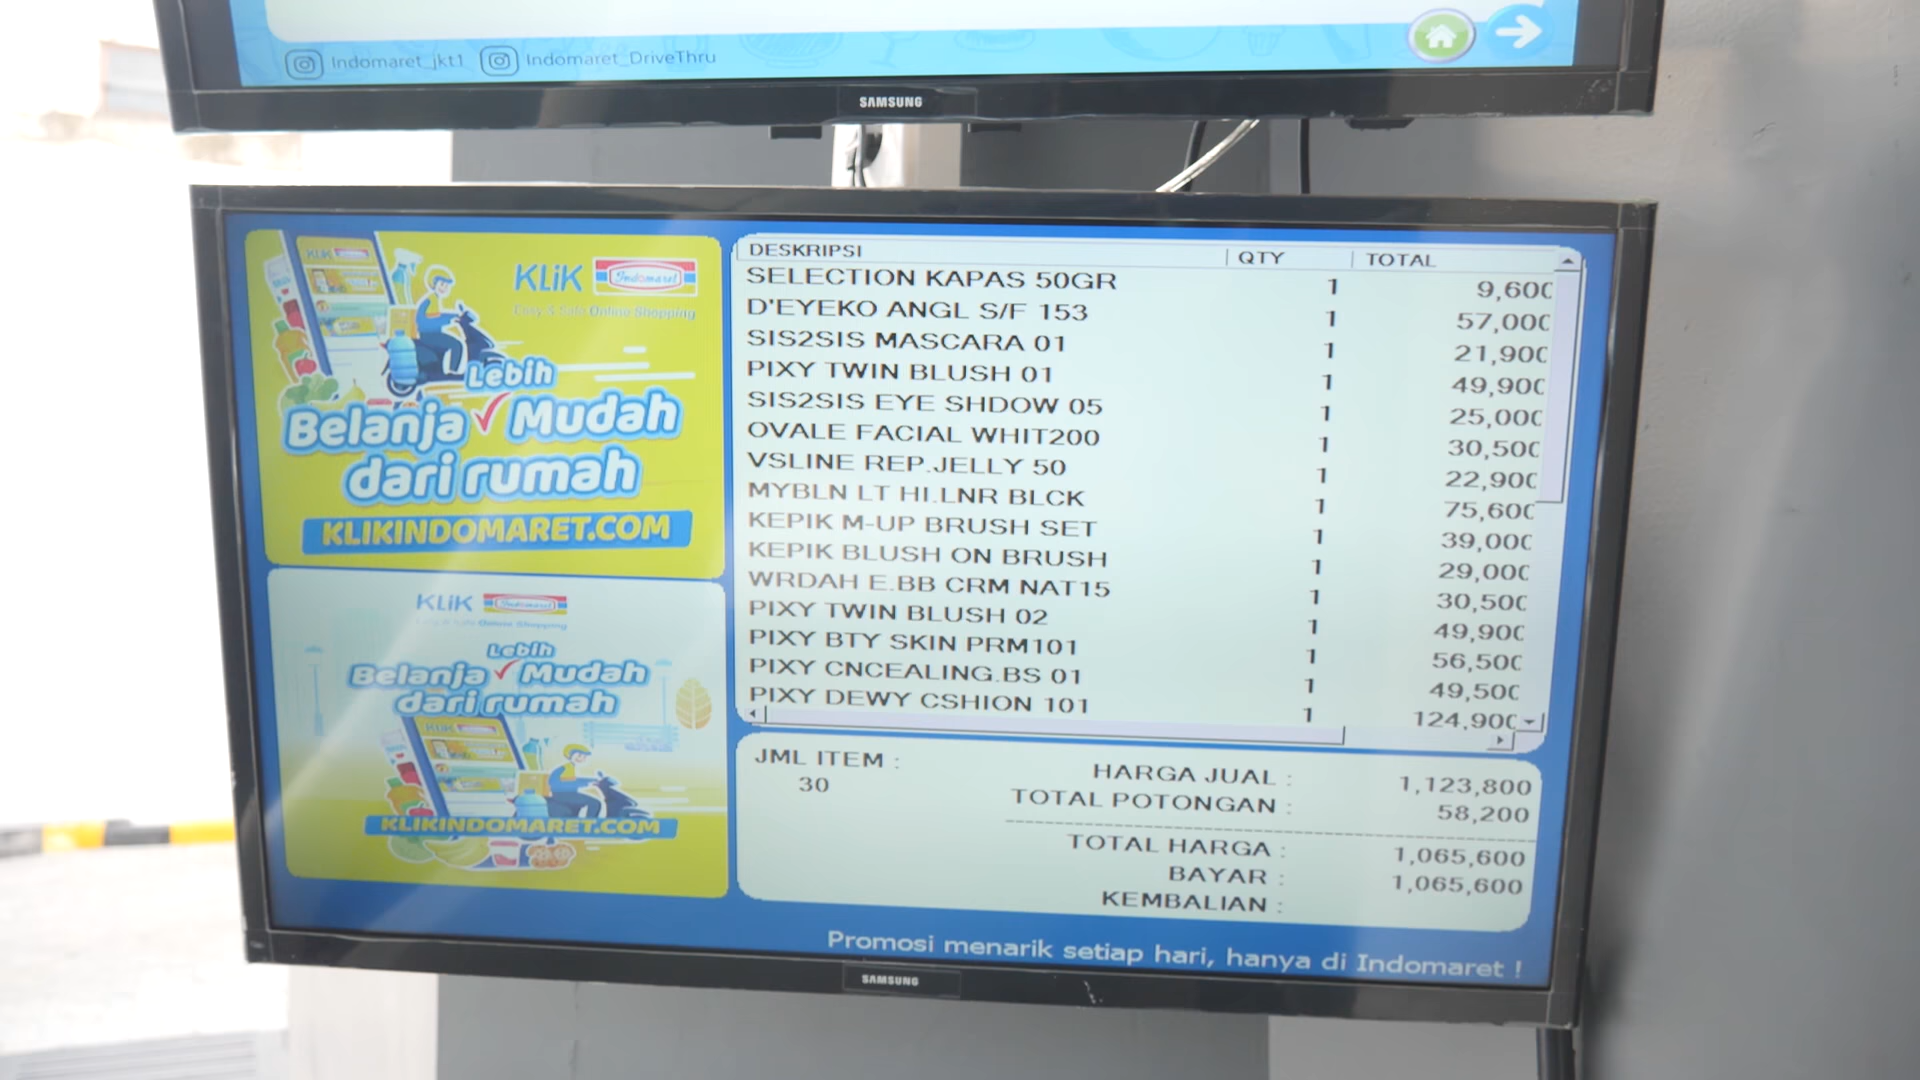 Indomaret_jkt1 Indomaret_DriveThru
SAMSUNG
KLiK Indomaret
Easy & Safe Online Shopping
Lebih
Belanja Mudah
dari rumah
KLIKINDOMARET.COM
KLiK Indomaret
Lebih
Belanja Mudah
dari rumah
KLIKINDOMARET.COM
DESKRIPSI QTY TOTAL
SELECTION KAPAS 50GR 1 9,600
D'EYEKO ANGL S/F 153 1 57,000
SIS2SIS MASCARA 01 1 21,900
PIXY TWIN BLUSH 01 1 49,900
SIS2SIS EYE SHDOW 05 1 25,000
OVALE FACIAL WHIT200 1 30,500
VSLINE REP.JELLY 50 1 22,900
MYBLN LT HI.LNR BLCK 1 75,600
KEPIK M-UP BRUSH SET 1 39,000
KEPIK BLUSH ON BRUSH 1 29,000
WRDAH E.BB CRM NAT15 1 30,500
PIXY TWIN BLUSH 02 1 49,900
PIXY BTY SKIN PRM101 1 56,500
PIXY CNCEALING.BS 01 1 49,500
PIXY DEWY CSHION 101 1 124,900
JML ITEM :
30
HARGA JUAL : 1,123,800
TOTAL POTONGAN : 58,200
TOTAL HARGA : 1,065,600
BAYAR : 1,065,600
KEMBALIAN :
Promosi menarik setiap hari, hanya di Indomaret !
SAMSUNG